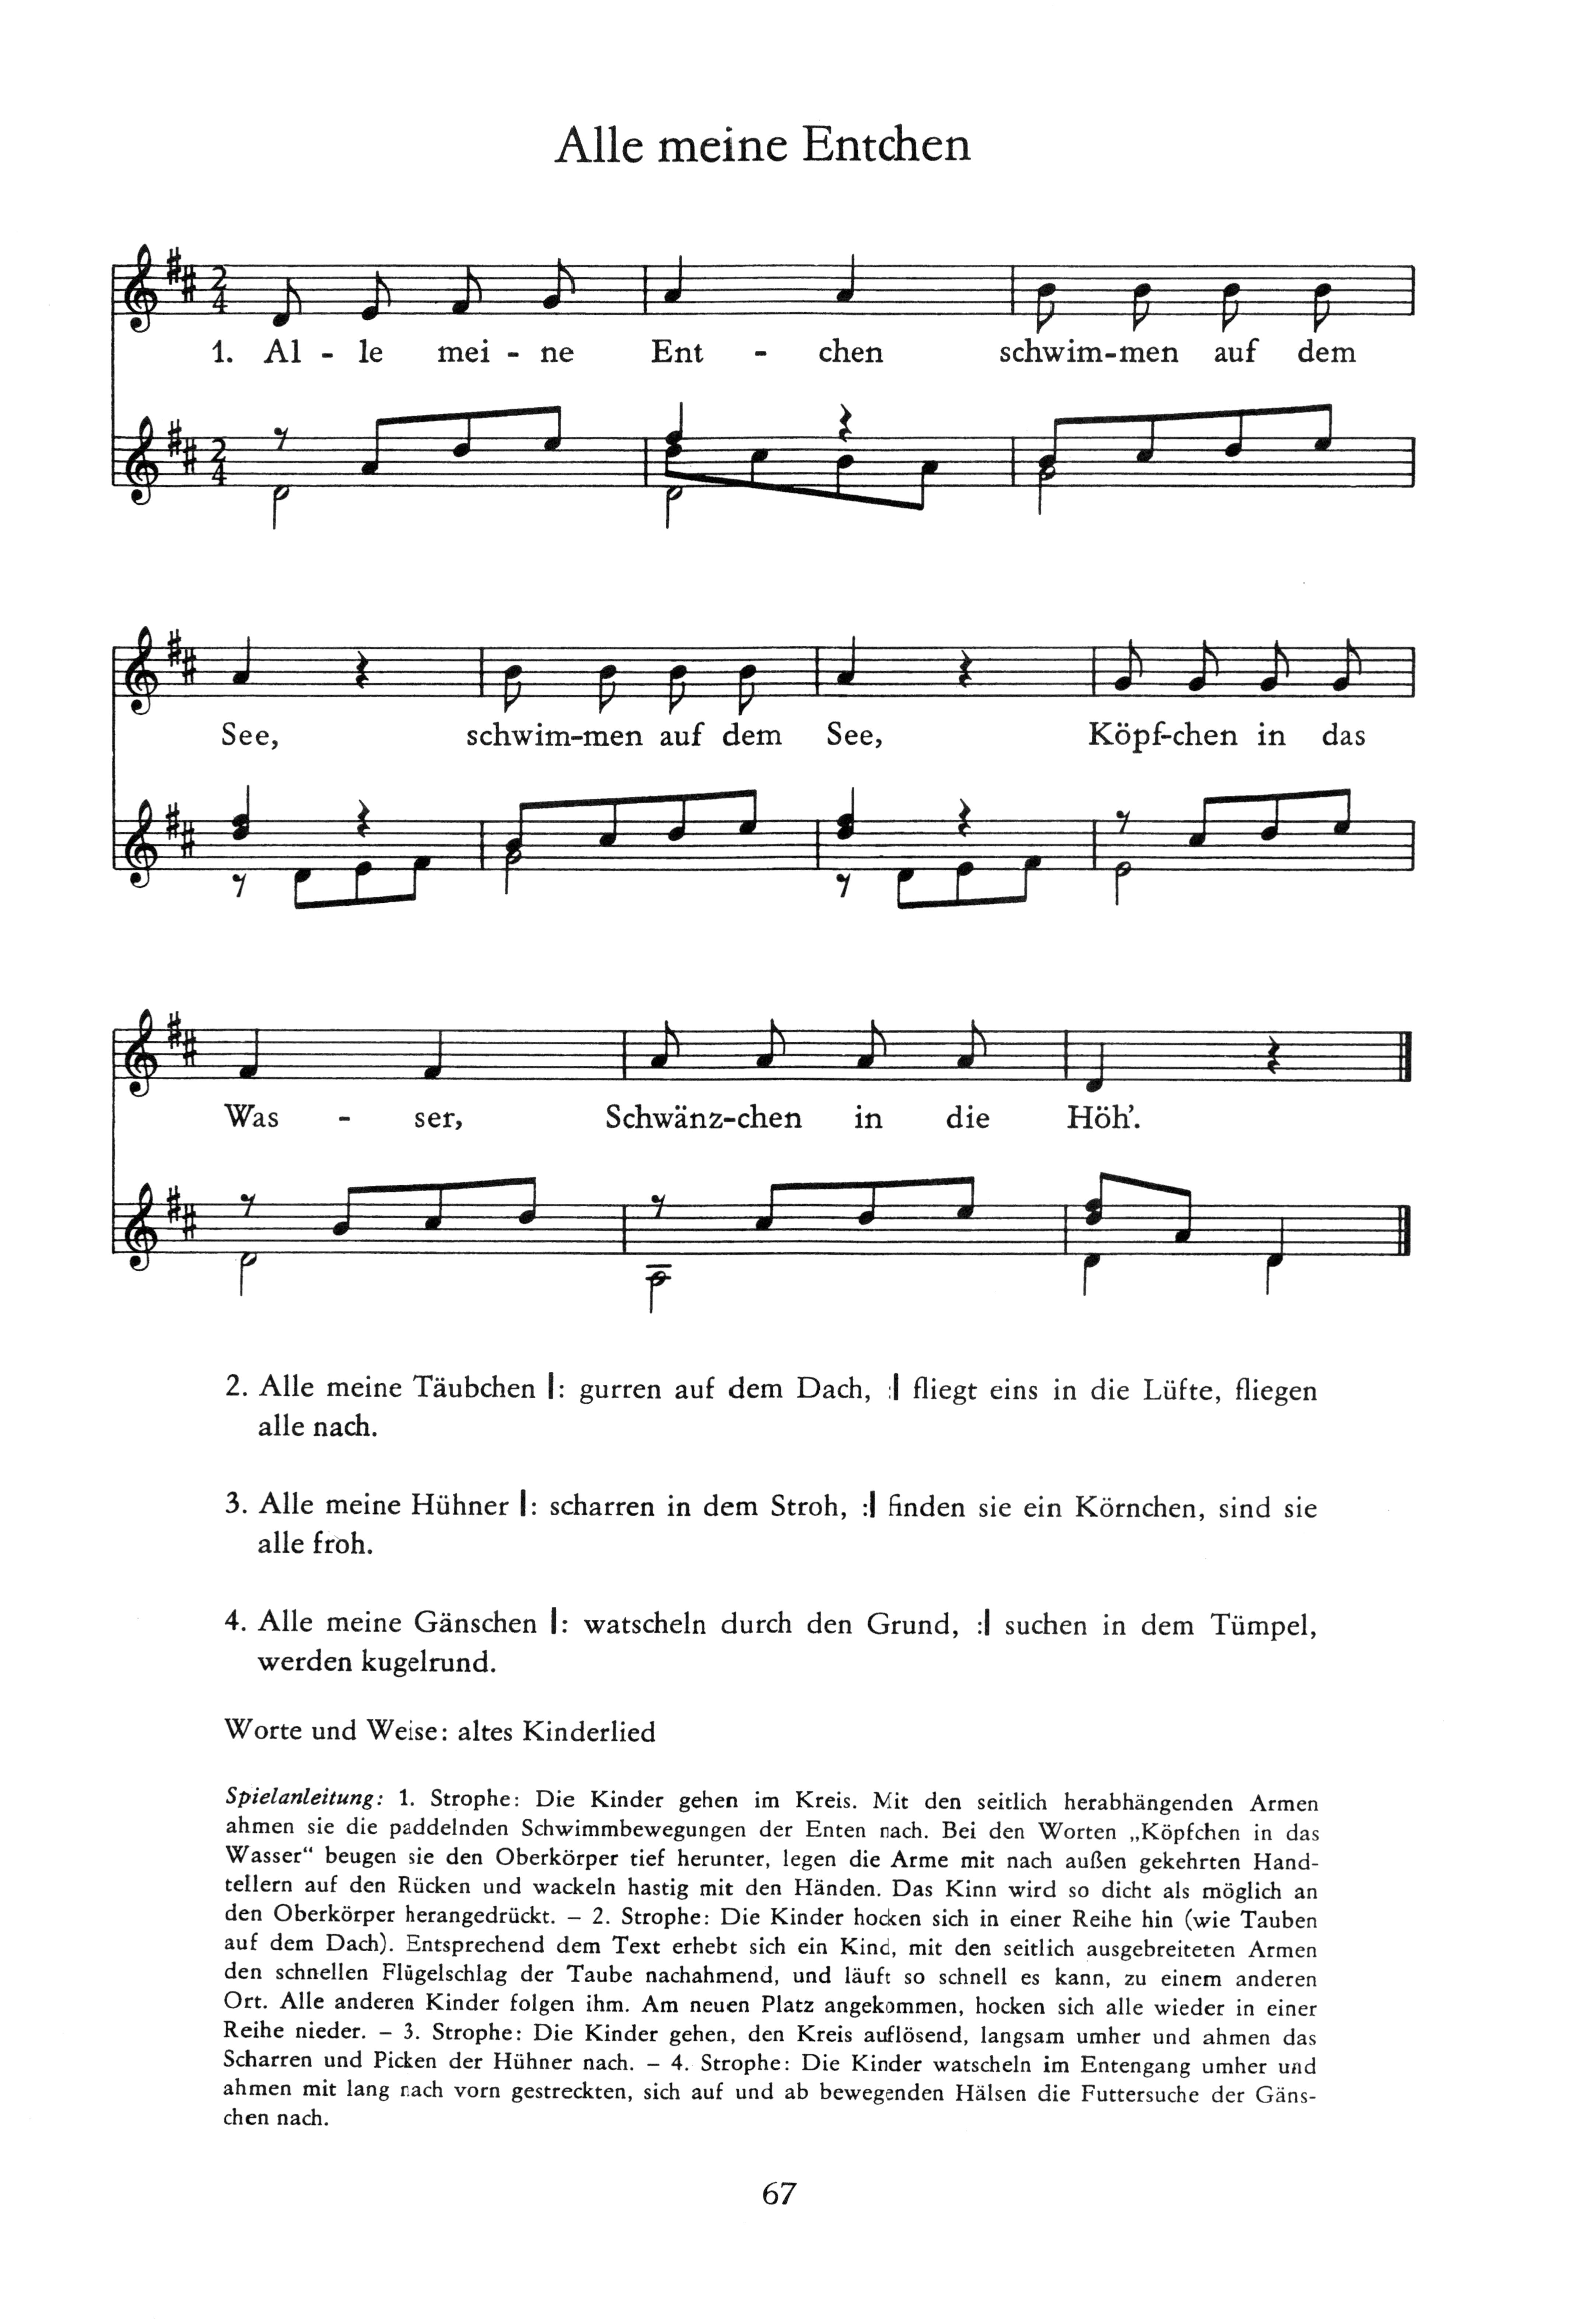 Alle meine Entchen
1. Al - le mei - ne Ent - chen schwim-men auf dem
See, schwim-men auf dem See, Köpf-chen in das
Was - ser, Schwänz-chen in die Höh'.
2. Alle meine Täubchen |: gurren auf dem Dach, :| fliegt eins in die Lüfte, fliegen
alle nach.
3. Alle meine Hühner |: scharren in dem Stroh, :| finden sie ein Körnchen, sind sie
alle froh.
4. Alle meine Gänschen |: watscheln durch den Grund, :| suchen in dem Tümpel,
werden kugelrund.
Worte und Weise: altes Kinderlied
Spielanleitung: 1. Strophe: Die Kinder gehen im Kreis. Mit den seitlich herabhängenden Armen
ahmen sie die paddelnden Schwimmbewegungen der Enten nach. Bei den Worten „Köpfchen in das
Wasser“ beugen sie den Oberkörper tief herunter, legen die Arme mit nach außen gekehrten Hand-
tellern auf den Rücken und wackeln hastig mit den Händen. Das Kinn wird so dicht als möglich an
den Oberkörper herangedrückt. – 2. Strophe: Die Kinder hocken sich in einer Reihe hin (wie Tauben
auf dem Dach). Entsprechend dem Text erhebt sich ein Kind, mit den seitlich ausgebreiteten Armen
den schnellen Flügelschlag der Taube nachahmend, und läuft so schnell es kann, zu einem anderen
Ort. Alle anderen Kinder folgen ihm. Am neuen Platz angekommen, hocken sich alle wieder in einer
Reihe nieder. – 3. Strophe: Die Kinder gehen, den Kreis auflösend, langsam umher und ahmen das
Scharren und Picken der Hühner nach. – 4. Strophe: Die Kinder watscheln im Entengang umher und
ahmen mit lang nach vorn gestreckten, sich auf und ab bewegenden Hälsen die Futtersuche der Gäns-
chen nach.
67